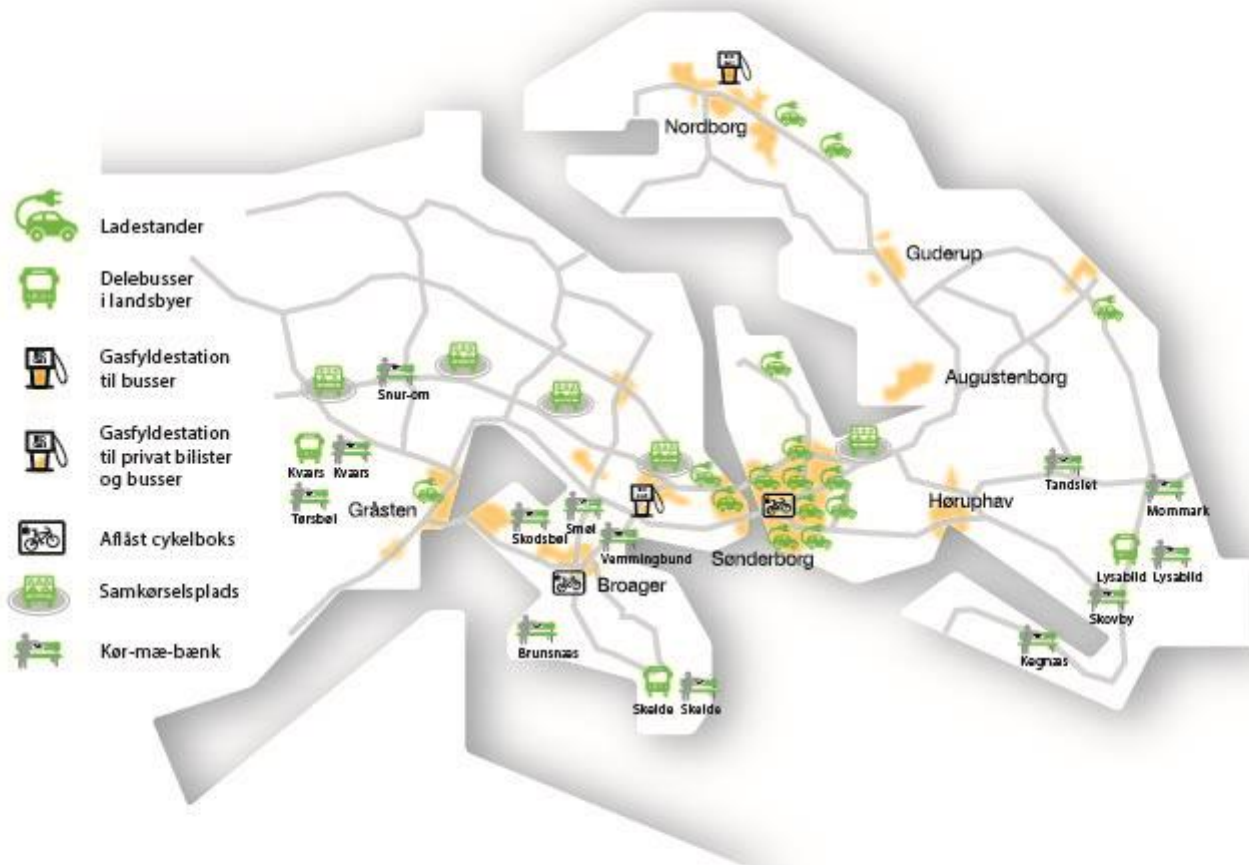 Ladestander
Delebusser
i landsbyer
Gasfyldestation
til busser
Gasfyldestation
til privat bilister
og busser
Aflåst cykelboks
Samkørselsplads
Kør-mæ-bænk
Nordborg
Guderup
Augustenborg
Snur-om
Kværs Kværs
Tørsbøl
Gråsten
Skodsbøl
Smøl
Vemmingbund
Broager
Sønderborg
Høruphav
Tandslet
Mommark
Lysabild Lysabild
Skovby
Kegnæs
Brunsnæs
Skelde Skelde